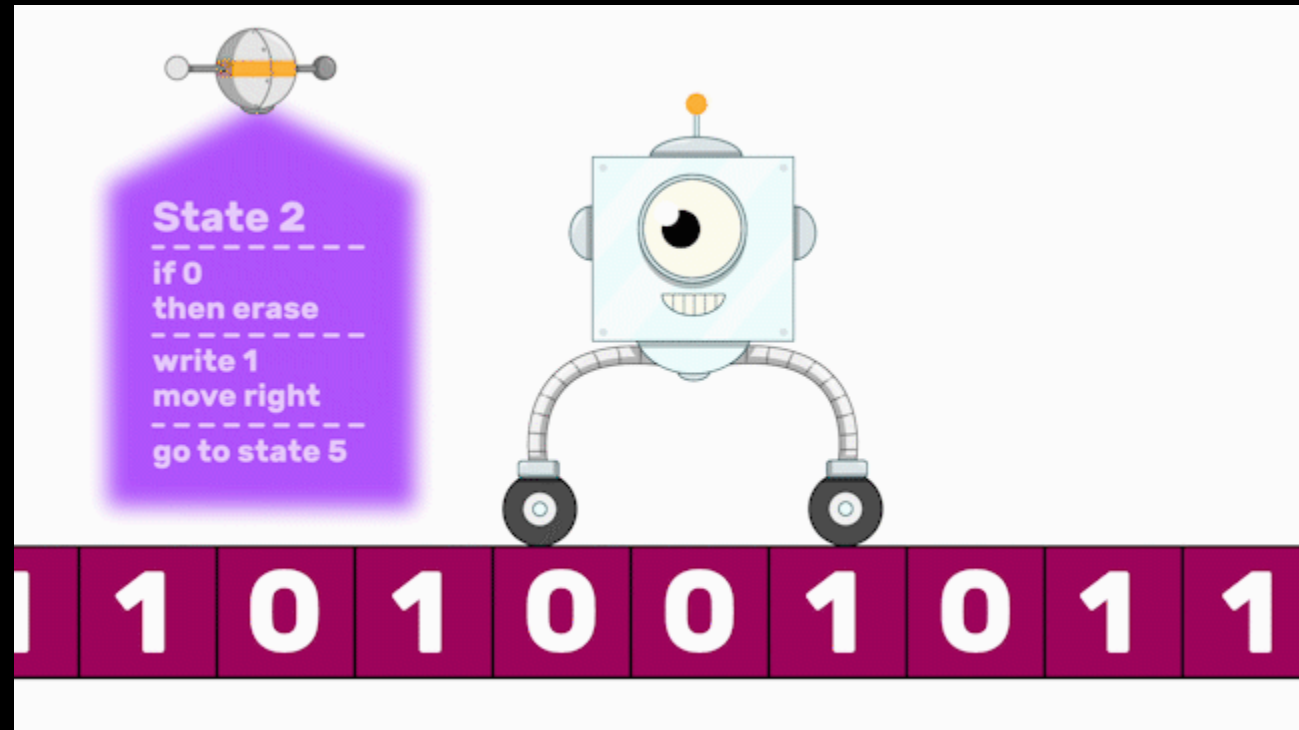 State 2
if 0
then erase
write 1
move right
go to state 5
1 1 0 1 0 0 1 0 1 1